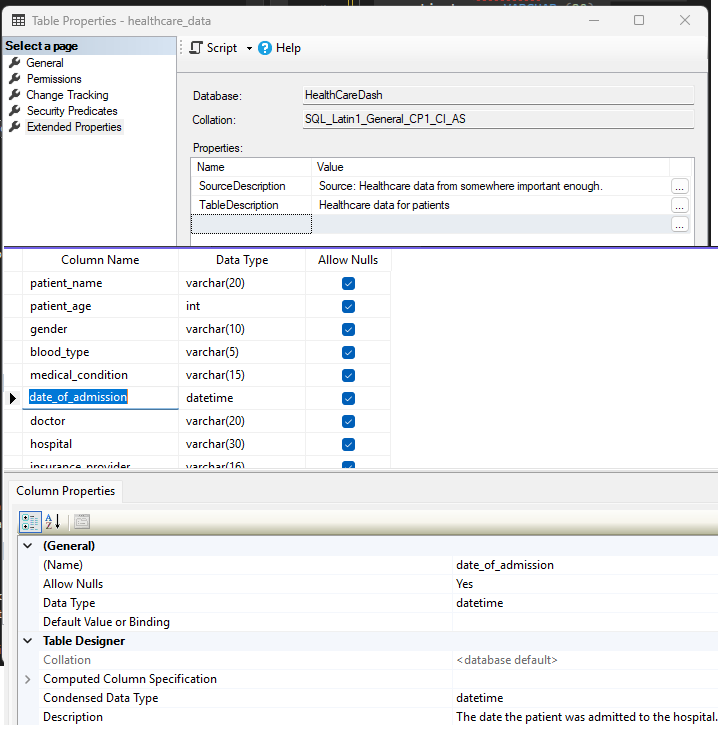 Table Properties - healthcare_data
Select a page
General
Permissions
Change Tracking
Security Predicates
Extended Properties
Script
Help
Database: HealthCareDash
Collation: SQL_Latin1_General_CP1_CI_AS
Properties:
Name Value
SourceDescription Source: Healthcare data from somewhere important enough. ...
TableDescription Healthcare data for patients ...
...
Column Name Data Type Allow Nulls
patient_name varchar(20)
patient_age int
gender varchar(10)
blood_type varchar(5)
medical_condition varchar(15)
date_of_admission datetime
doctor varchar(20)
hospital varchar(30)
insurance_provider varchar(16)
Column Properties
(General)
(Name) date_of_admission
Allow Nulls Yes
Data Type datetime
Default Value or Binding
Table Designer
Collation <database default>
Computed Column Specification
Condensed Data Type datetime
Description The date the patient was admitted to the hospital.